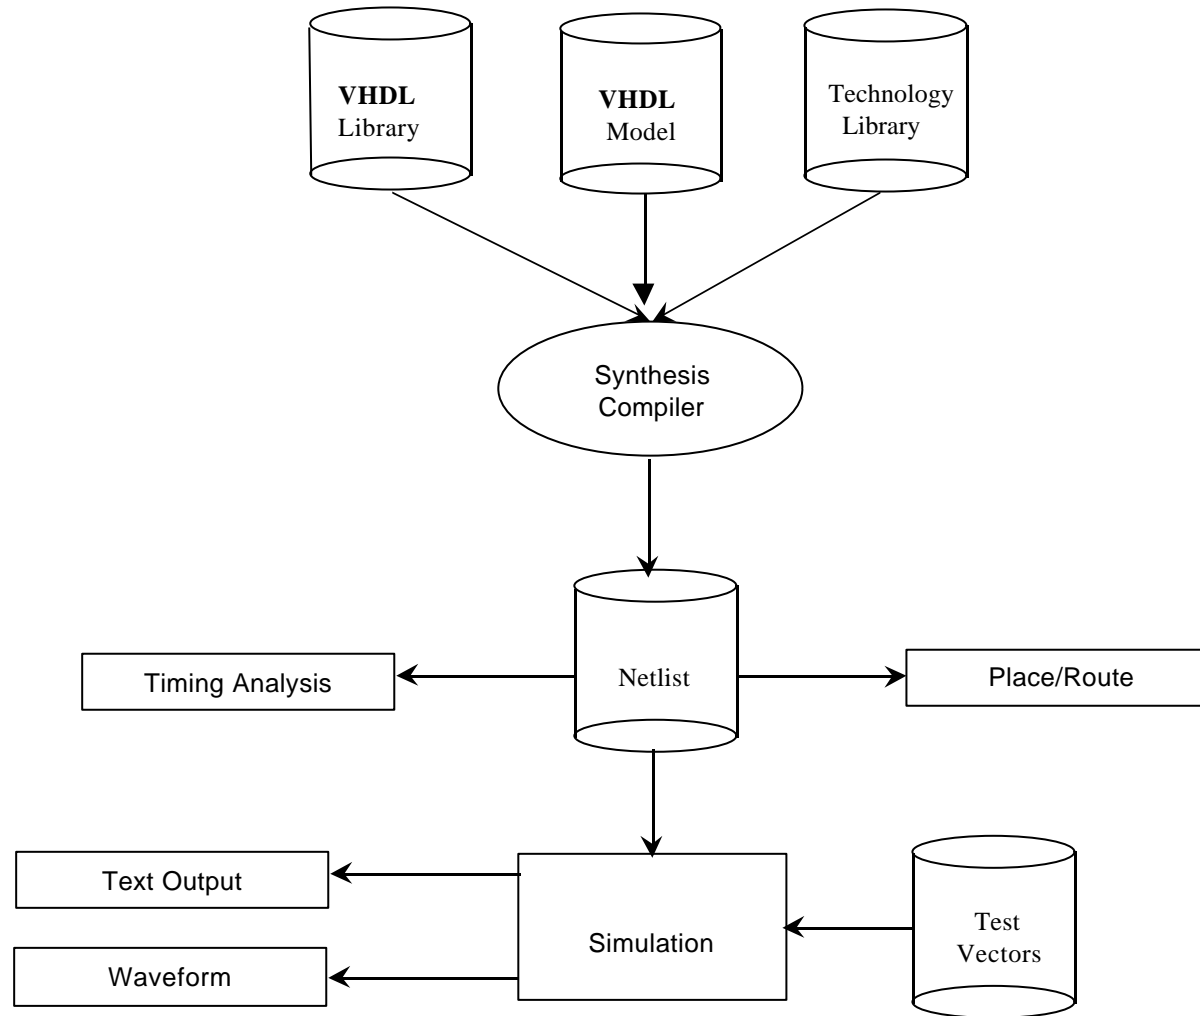 VHDL
Library
VHDL
Model
Technology
Library
Synthesis
Compiler
Timing Analysis
Netlist
Place/Route
Text Output
Simulation
Test
Vectors
Waveform